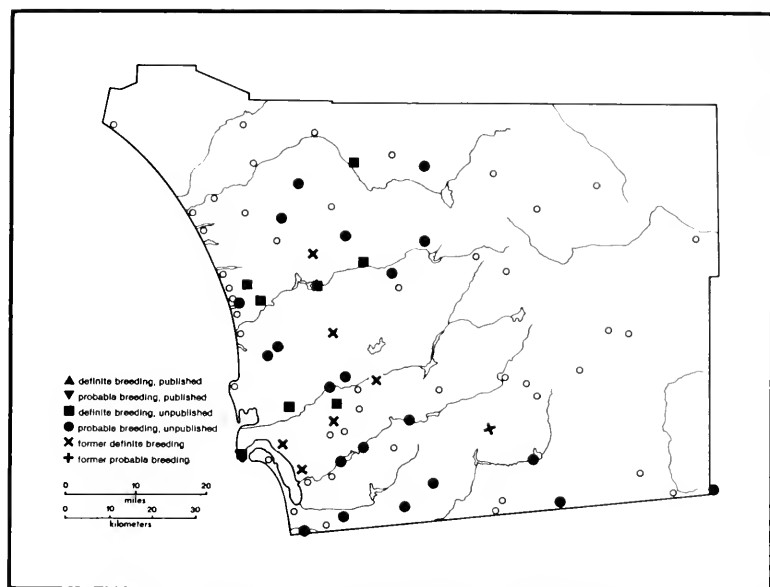 definite breeding, published
probable breeding, published
definite breeding, unpublished
probable breeding, unpublished
former definite breeding
former probable breeding
0 10 20
miles
0 10 20 30
kilometers